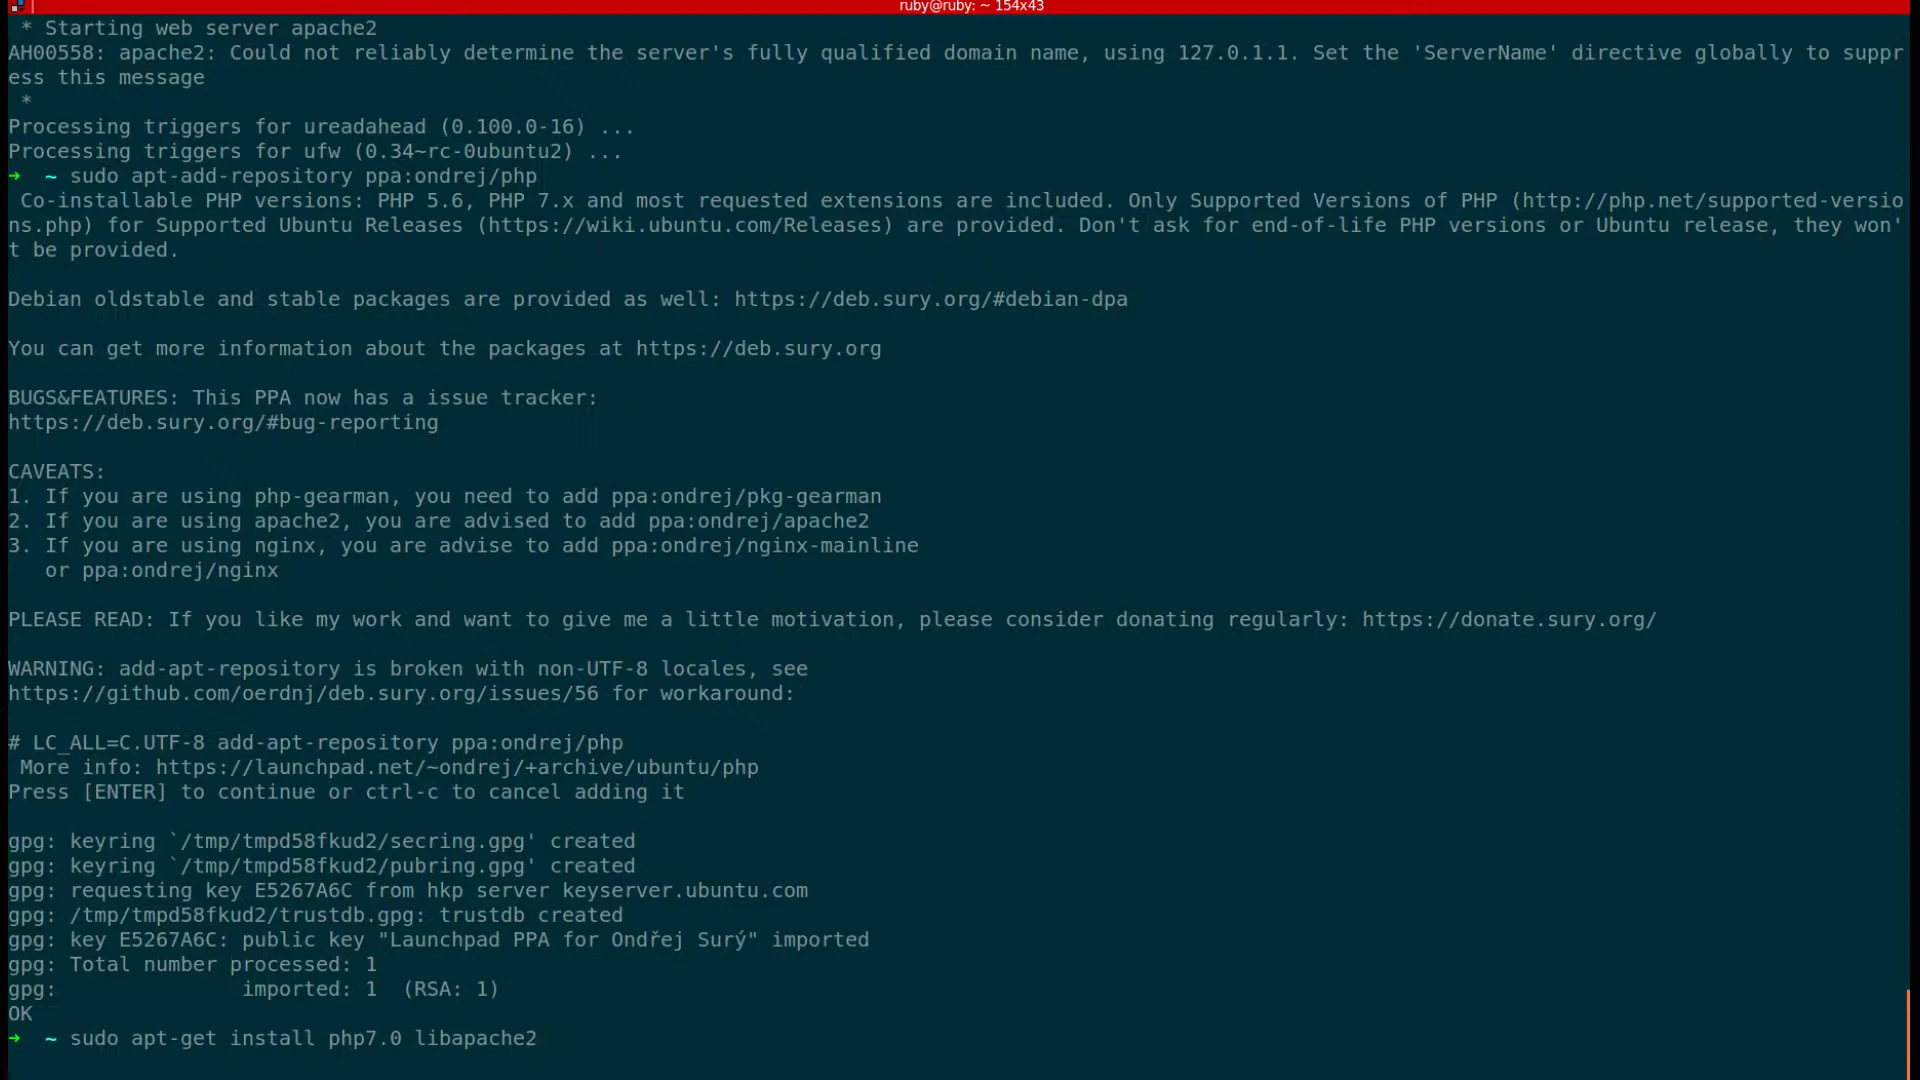 ruby@ruby: ~ 154x43
* Starting web server apache2
AH00558: apache2: Could not reliably determine the server's fully qualified domain name, using 127.0.1.1. Set the 'ServerName' directive globally to suppr
ess this message
*
Processing triggers for ureadahead (0.100.0-16) ...
Processing triggers for ufw (0.34~rc-0ubuntu2) ...
➜  ~ sudo apt-add-repository ppa:ondrej/php
Co-installable PHP versions: PHP 5.6, PHP 7.x and most requested extensions are included. Only Supported Versions of PHP (http://php.net/supported-versio
ns.php) for Supported Ubuntu Releases (https://wiki.ubuntu.com/Releases) are provided. Don't ask for end-of-life PHP versions or Ubuntu release, they won'
t be provided.
Debian oldstable and stable packages are provided as well: https://deb.sury.org/#debian-dpa
You can get more information about the packages at https://deb.sury.org
BUGS&FEATURES: This PPA now has a issue tracker:
https://deb.sury.org/#bug-reporting
CAVEATS:
1. If you are using php-gearman, you need to add ppa:ondrej/pkg-gearman
2. If you are using apache2, you are advised to add ppa:ondrej/apache2
3. If you are using nginx, you are advise to add ppa:ondrej/nginx-mainline
or ppa:ondrej/nginx
PLEASE READ: If you like my work and want to give me a little motivation, please consider donating regularly: https://donate.sury.org/
WARNING: add-apt-repository is broken with non-UTF-8 locales, see
https://github.com/oerdnj/deb.sury.org/issues/56 for workaround:
# LC_ALL=C.UTF-8 add-apt-repository ppa:ondrej/php
More info: https://launchpad.net/~ondrej/+archive/ubuntu/php
Press [ENTER] to continue or ctrl-c to cancel adding it
gpg: keyring `/tmp/tmpd58fkud2/secring.gpg' created
gpg: keyring `/tmp/tmpd58fkud2/pubring.gpg' created
gpg: requesting key E5267A6C from hkp server keyserver.ubuntu.com
gpg: /tmp/tmpd58fkud2/trustdb.gpg: trustdb created
gpg: key E5267A6C: public key "Launchpad PPA for Ondřej Surý" imported
gpg: Total number processed: 1
gpg:               imported: 1  (RSA: 1)
OK
➜  ~ sudo apt-get install php7.0 libapache2